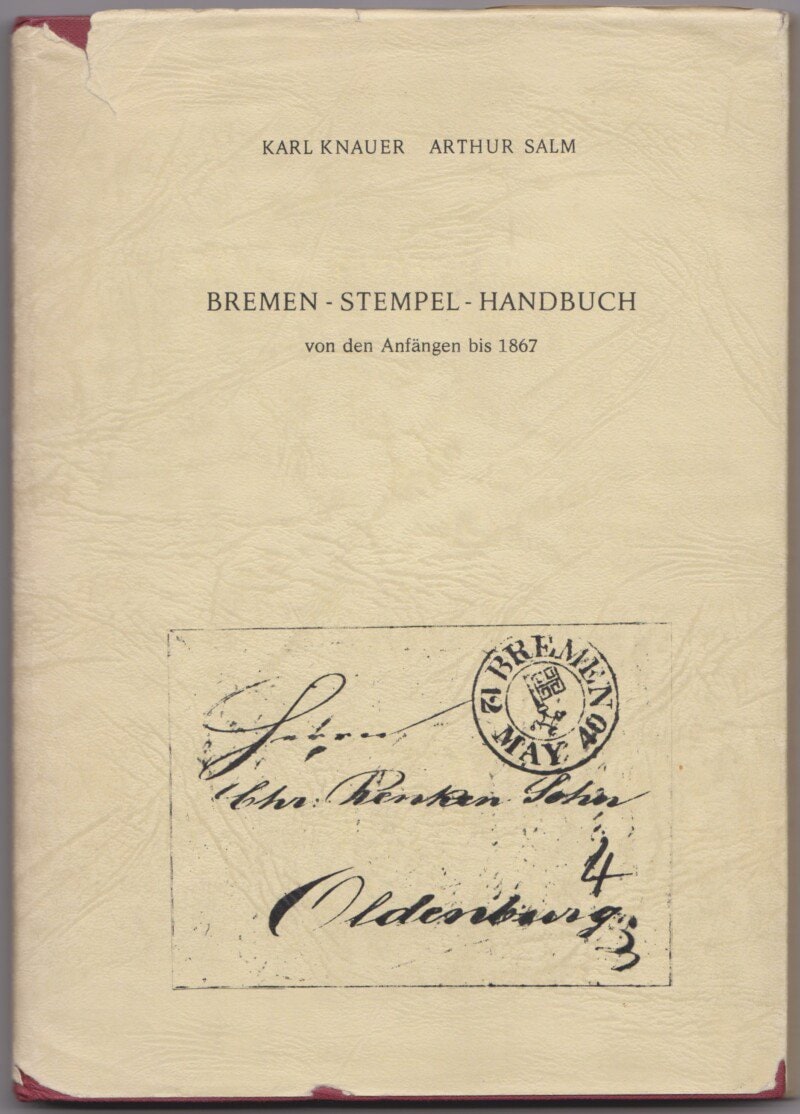 KARL KNAUER ARTHUR SALM
BREMEN - STEMPEL - HANDBUCH
von den Anfängen bis 1867
BREMEN
MAY 40
Herrn
Chr. Renken Sohn
4
Oldenburg
3